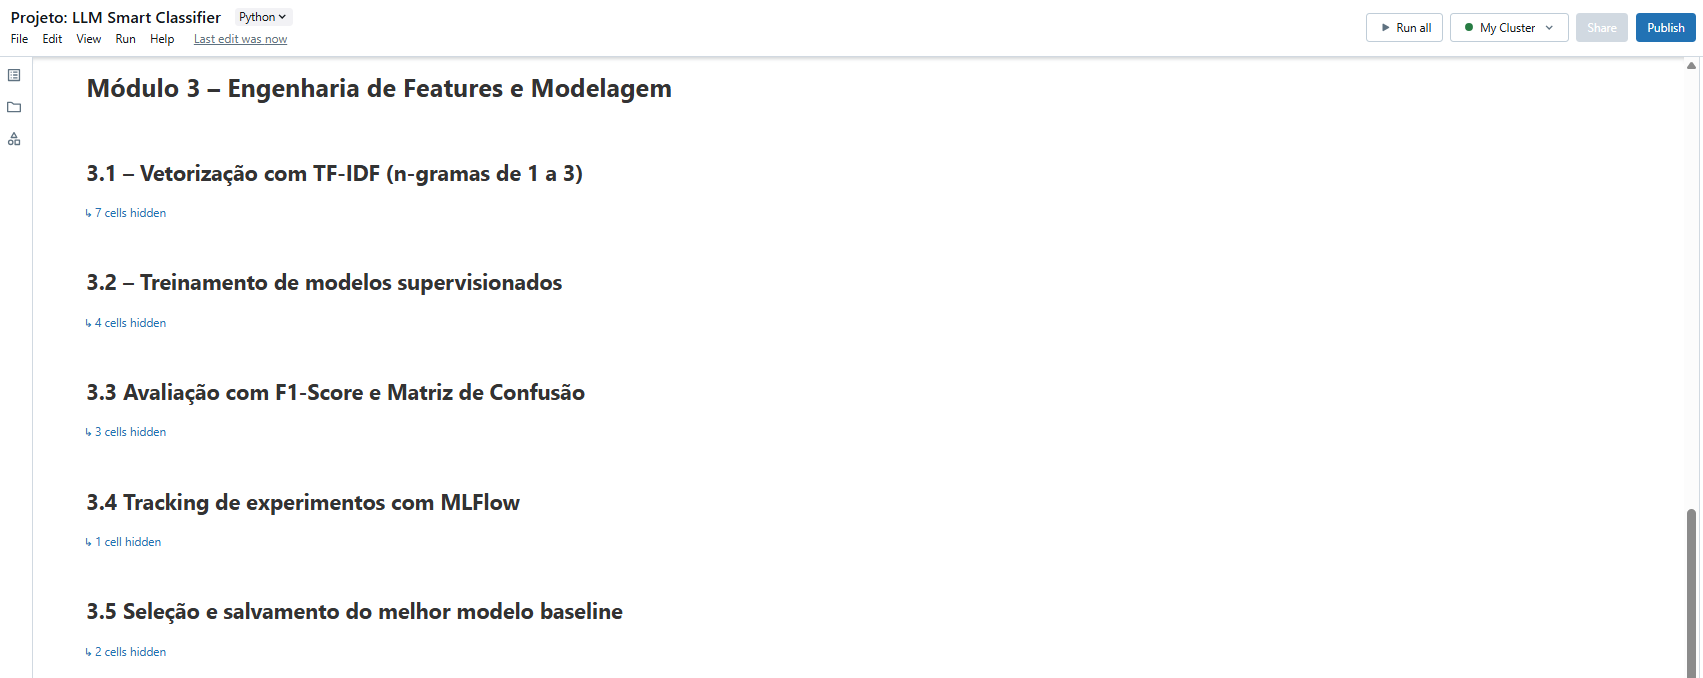 Projeto: LLM Smart Classifier Python
File Edit View Run Help Last edit was now
Run all My Cluster Share Publish
Módulo 3 – Engenharia de Features e Modelagem
3.1 – Vetorização com TF-IDF (n-gramas de 1 a 3)
↳ 7 cells hidden
3.2 – Treinamento de modelos supervisionados
↳ 4 cells hidden
3.3 Avaliação com F1-Score e Matriz de Confusão
↳ 3 cells hidden
3.4 Tracking de experimentos com MLFlow
↳ 1 cell hidden
3.5 Seleção e salvamento do melhor modelo baseline
↳ 2 cells hidden